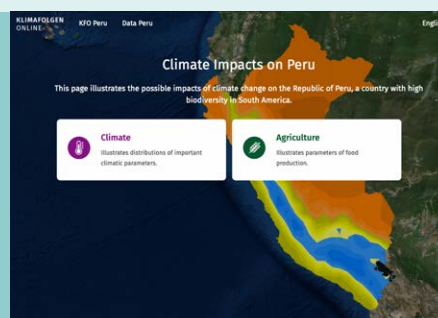 KLIMAFOLGEN
ONLINE
KFO Peru Data Peru
Climate Impacts on Peru
This page illustrates the possible impacts of climate change on the Republic of Peru, a country with high
biodiversity in South America.
Climate
Illustrates distributions of important
climatic parameters.
Agriculture
Illustrates parameters of food
production.